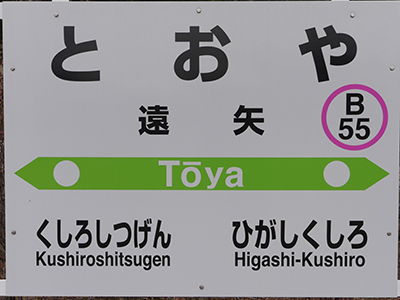 とおや
遠矢
B
55
Tōya
くしろしつげん ひがしくしろ
Kushiroshitsugen Higashi-Kushiro